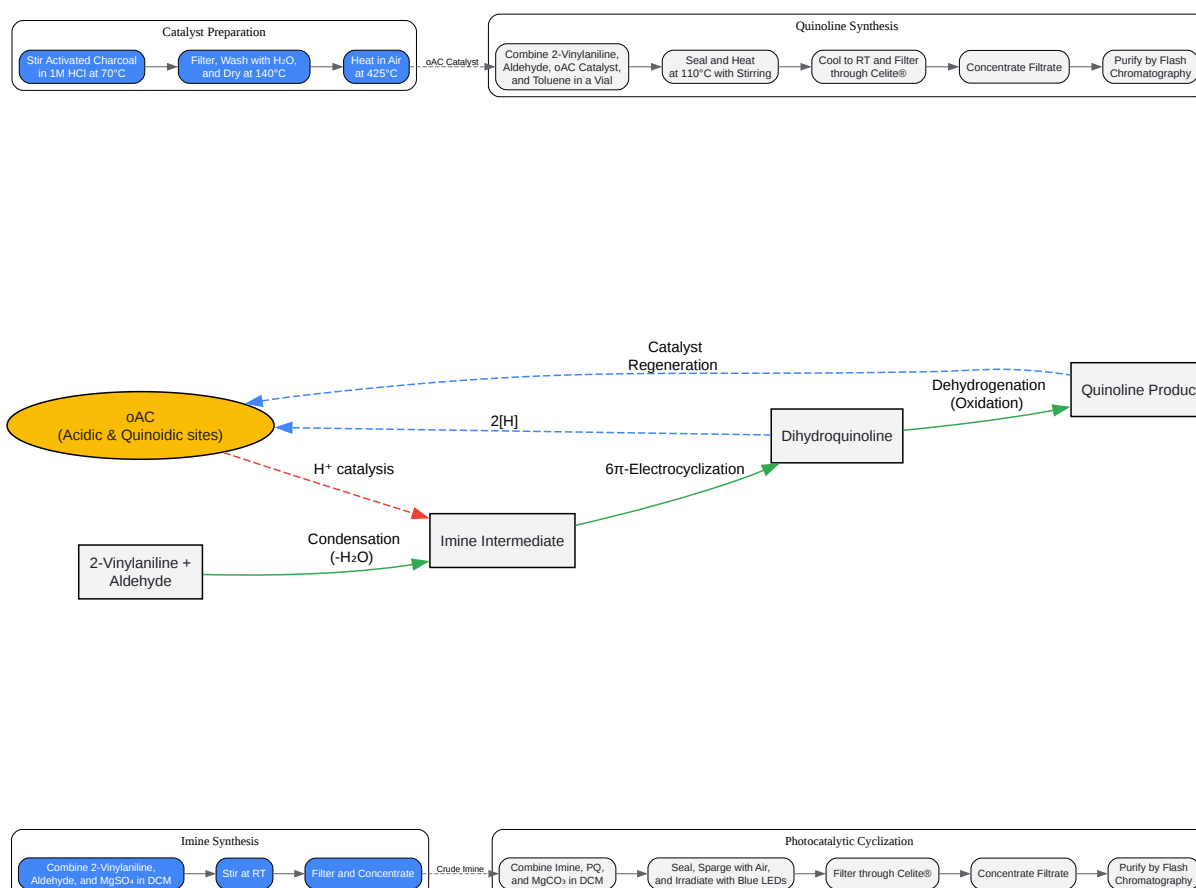 Catalyst Preparation
Stir Activated Charcoal
in 1M HCl at 70°C
Filter, Wash with H₂O,
and Dry at 140°C
Heat in Air
at 425°C
oAC Catalyst
Quinoline Synthesis
Combine 2-Vinylaniline,
Aldehyde, oAC Catalyst,
and Toluene in a Vial
Seal and Heat
at 110°C with Stirring
Cool to RT and Filter
through Celite®
Concentrate Filtrate
Purify by Flash
Chromatography
Catalyst
Regeneration
Quinoline Product
Dehydrogenation
(Oxidation)
oAC
(Acidic & Quinoidic sites)
2[H]
Dihydroquinoline
H⁺ catalysis
6π-Electrocyclization
Condensation
(-H₂O)
Imine Intermediate
2-Vinylaniline +
Aldehyde
Imine Synthesis
Combine 2-Vinylaniline,
Aldehyde, and MgSO₄ in DCM
Stir at RT
Filter and Concentrate
Crude Imine
Photocatalytic Cyclization
Combine Imine, PQ,
and MgCO₃ in DCM
Seal, Sparge with Air,
and Irradiate with Blue LEDs
Filter through Celite®
Concentrate Filtrate
Purify by Flash
Chromatography